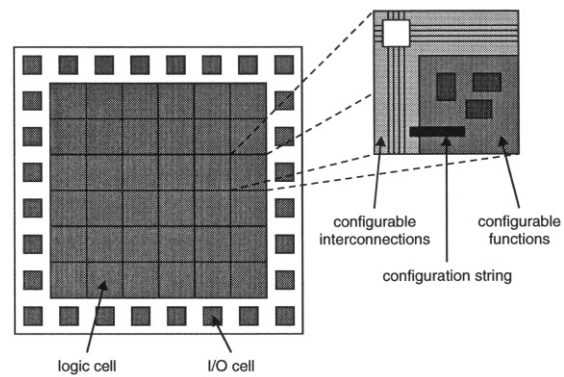 configurable
interconnections
configurable
functions
configuration string
logic cell
I/O cell